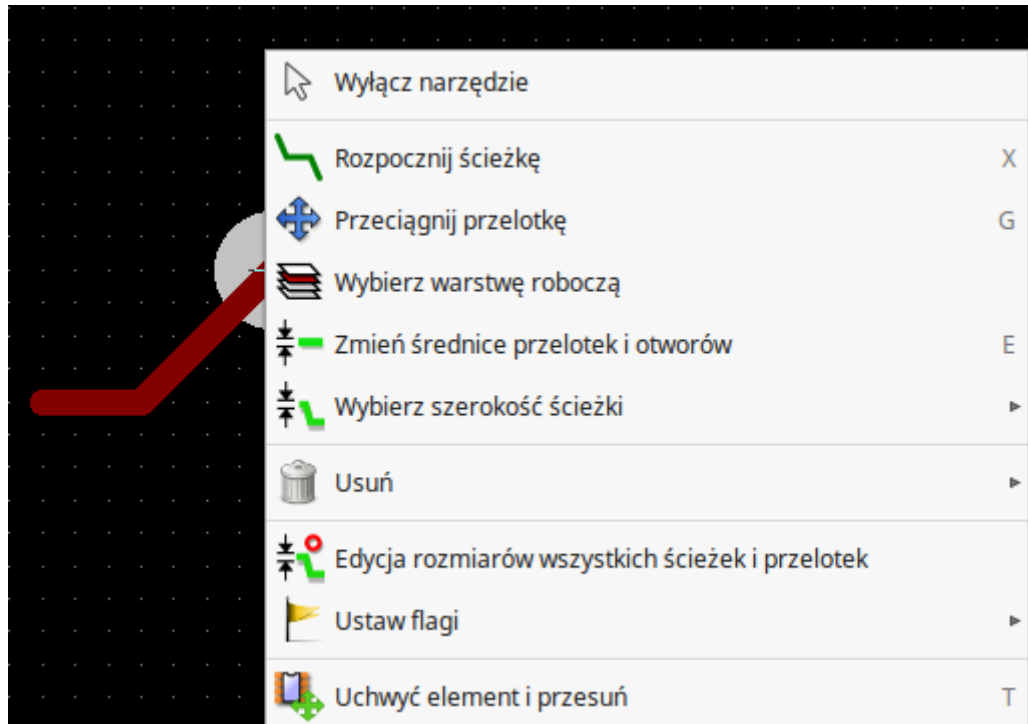 Wyłącz narzędzie
Rozpocznij ścieżkę X
Przeciągnij przelotkę G
Wybierz warstwę roboczą
Zmień średnice przelotek i otworów E
Wybierz szerokość ścieżki
Usuń
Edycja rozmiarów wszystkich ścieżek i przelotek
Ustaw flagi
Uchwyć element i przesuń T